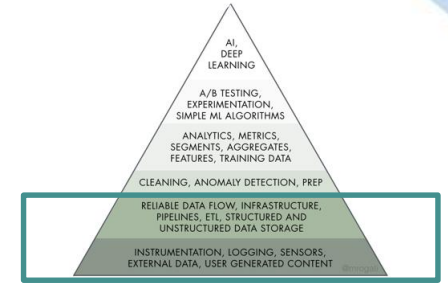 AI,
DEEP
LEARNING
A/B TESTING,
EXPERIMENTATION,
SIMPLE ML ALGORITHMS
ANALYTICS, METRICS,
SEGMENTS, AGGREGATES,
FEATURES, TRAINING DATA
CLEANING, ANOMALY DETECTION, PREP
RELIABLE DATA FLOW, INFRASTRUCTURE,
PIPELINES, ETL, STRUCTURED AND
UNSTRUCTURED DATA STORAGE
INSTRUMENTATION, LOGGING, SENSORS,
EXTERNAL DATA, USER GENERATED CONTENT